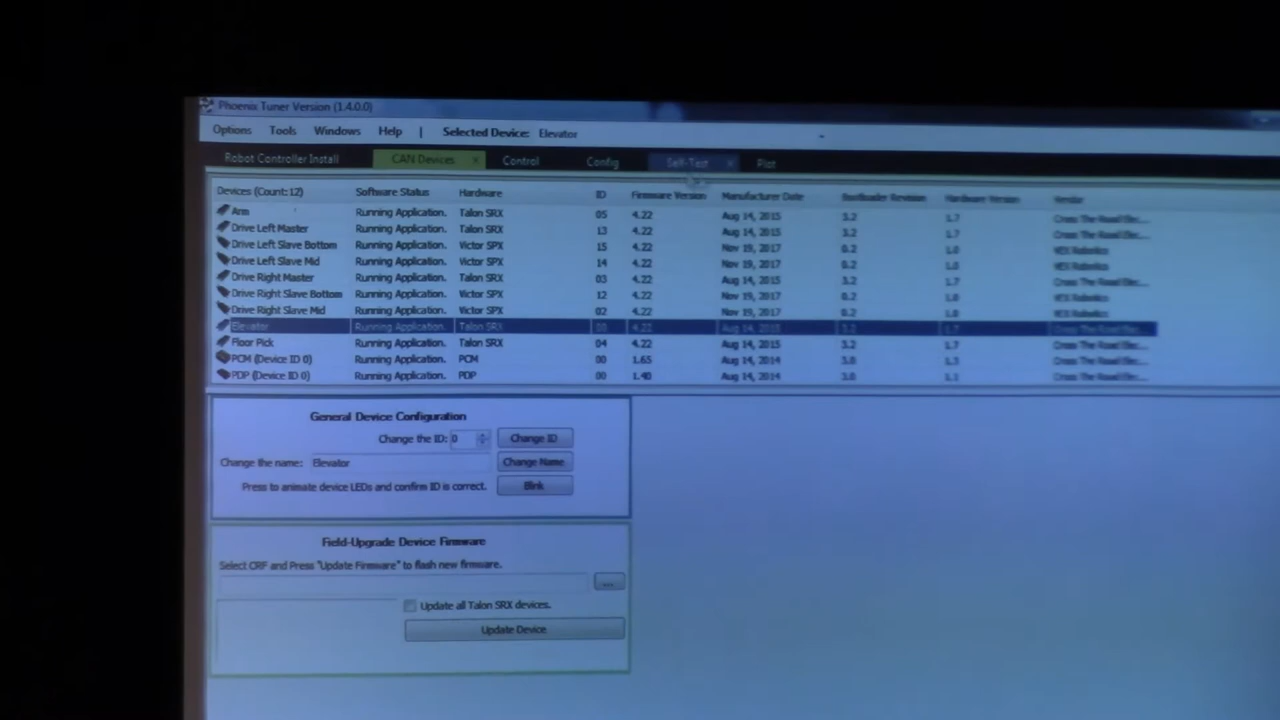 Phoenix Tuner Version (1.4.0.0)
Options Tools Windows Help | Selected Device: Elevator
Robot Controller Install CAN Devices x Control Config Self-Test x Plot
Devices (Count:12) Software Status Hardware ID Firmware Version Manufacturer Date Bootloader Revision Hardware Version Vendor
Arm Running Application. Talon SRX 05 4.22 Aug 14, 2015 3.2 1.7 Cross The Road Elec...
Drive Left Master Running Application. Talon SRX 13 4.22 Aug 14, 2015 3.2 1.7 Cross The Road Elec...
Drive Left Slave Bottom Running Application. Victor SPX 15 4.22 Nov 19, 2017 0.2 1.0 VEX Robotics
Drive Left Slave Mid Running Application. Victor SPX 14 4.22 Nov 19, 2017 0.2 1.0 VEX Robotics
Drive Right Master Running Application. Talon SRX 03 4.22 Aug 14, 2015 3.2 1.7 Cross The Road Elec...
Drive Right Slave Bottom Running Application. Victor SPX 12 4.22 Nov 19, 2017 0.2 1.0 VEX Robotics
Drive Right Slave Mid Running Application. Victor SPX 02 4.22 Nov 19, 2017 0.2 1.0 VEX Robotics
Elevator Running Application. Talon SRX 00 4.22 Aug 14, 2015 3.2 1.7 Cross The Road Elec...
Floor Pick Running Application. Talon SRX 04 4.22 Aug 14, 2015 3.2 1.7 Cross The Road Elec...
PCM (Device ID 0) Running Application. PCM 00 1.65 Aug 14, 2014 3.0 1.3 Cross The Road Elec...
PDP (Device ID 0) Running Application. PDP 00 1.40 Aug 14, 2014 3.0 1.1 Cross The Road Elec...
General Device Configuration
Change the ID: 0 Change ID
Change the name: Elevator Change Name
Press to animate device LEDs and confirm ID is correct. Blink
Field-Upgrade Device Firmware
Select CRF and Press "Update Firmware" to flash new firmware.
...
Update all Talon SRX devices.
Update Device